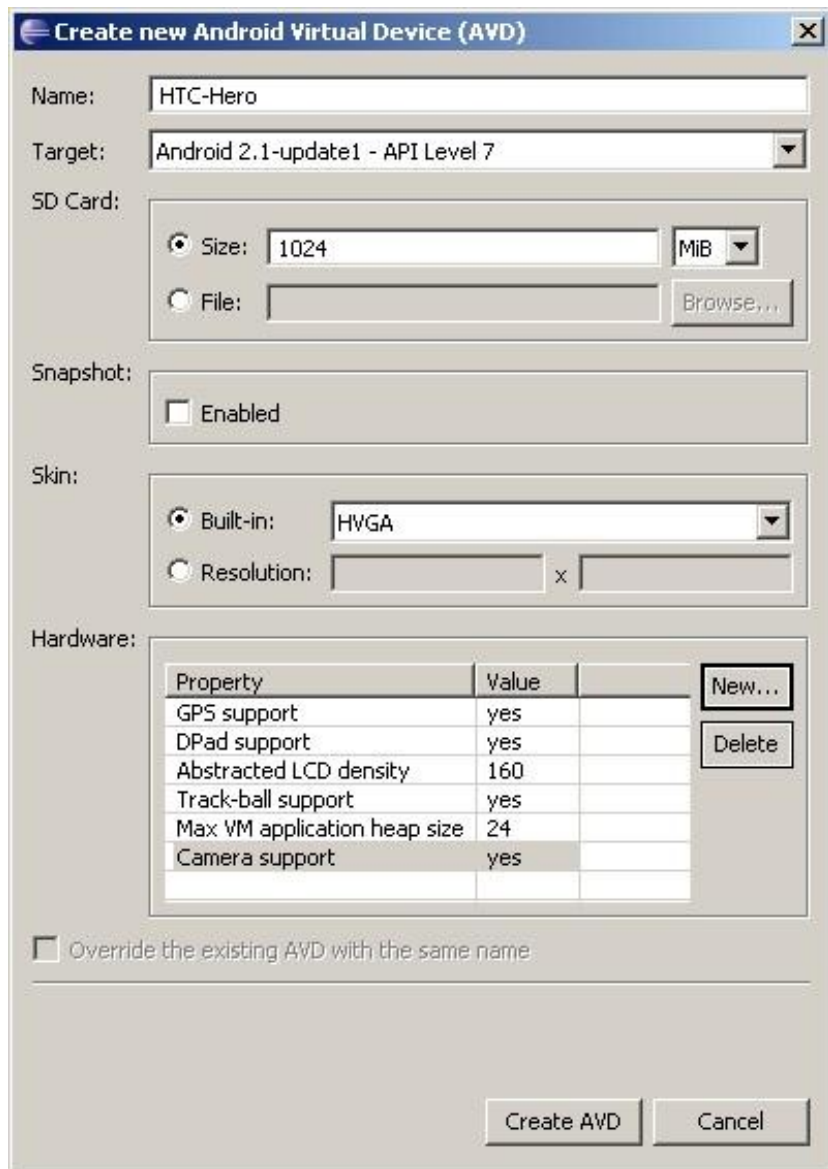 Create new Android Virtual Device (AVD)
Name: HTC-Hero
Target: Android 2.1-update1 - API Level 7
SD Card:
Size: 1024 MiB
File: Browse...
Snapshot:
Enabled
Skin:
Built-in: HVGA
Resolution: x
Hardware:
Property Value New...
GPS support yes
DPad support yes Delete
Abstracted LCD density 160
Track-ball support yes
Max VM application heap size 24
Camera support yes
Override the existing AVD with the same name
Create AVD Cancel